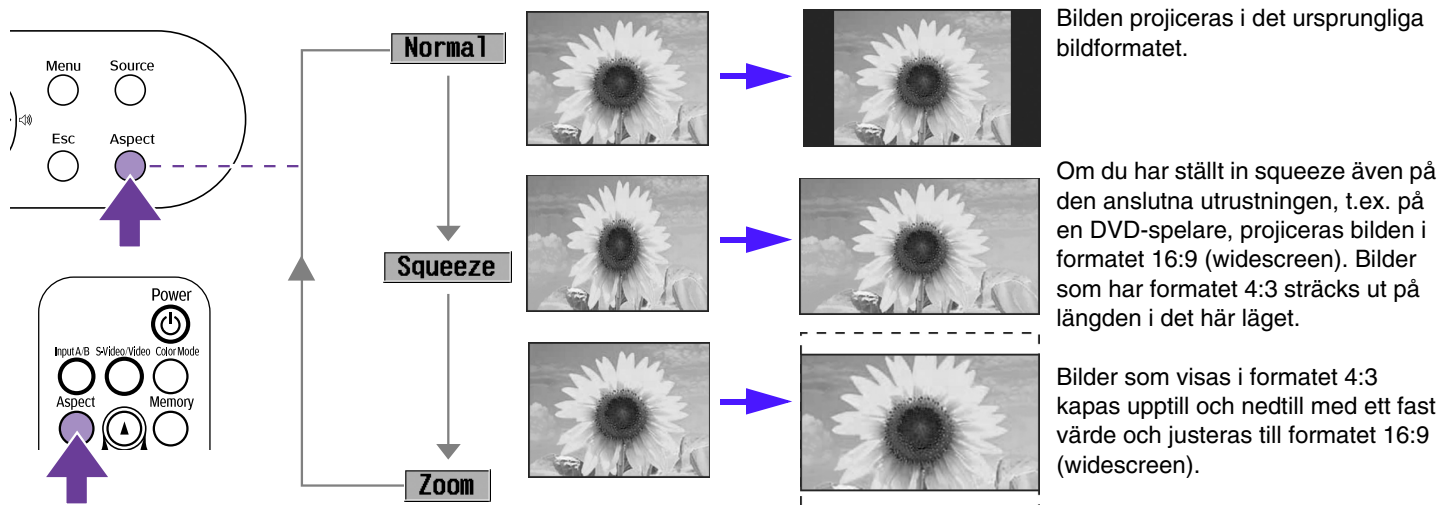 Menu Source
Esc Aspect
Power
InputA/B S-Video/Video ColorMode
Aspect Memory
Normal
Squeeze
Zoom
Bilden projiceras i det ursprungliga
bildformatet.
Om du har ställt in squeeze även på
den anslutna utrustningen, t.ex. på
en DVD-spelare, projiceras bilden i
formatet 16:9 (widescreen). Bilder
som har formatet 4:3 sträcks ut på
längden i det här läget.
Bilder som visas i formatet 4:3
kapas upptill och nedtill med ett fast
värde och justeras till formatet 16:9
(widescreen).